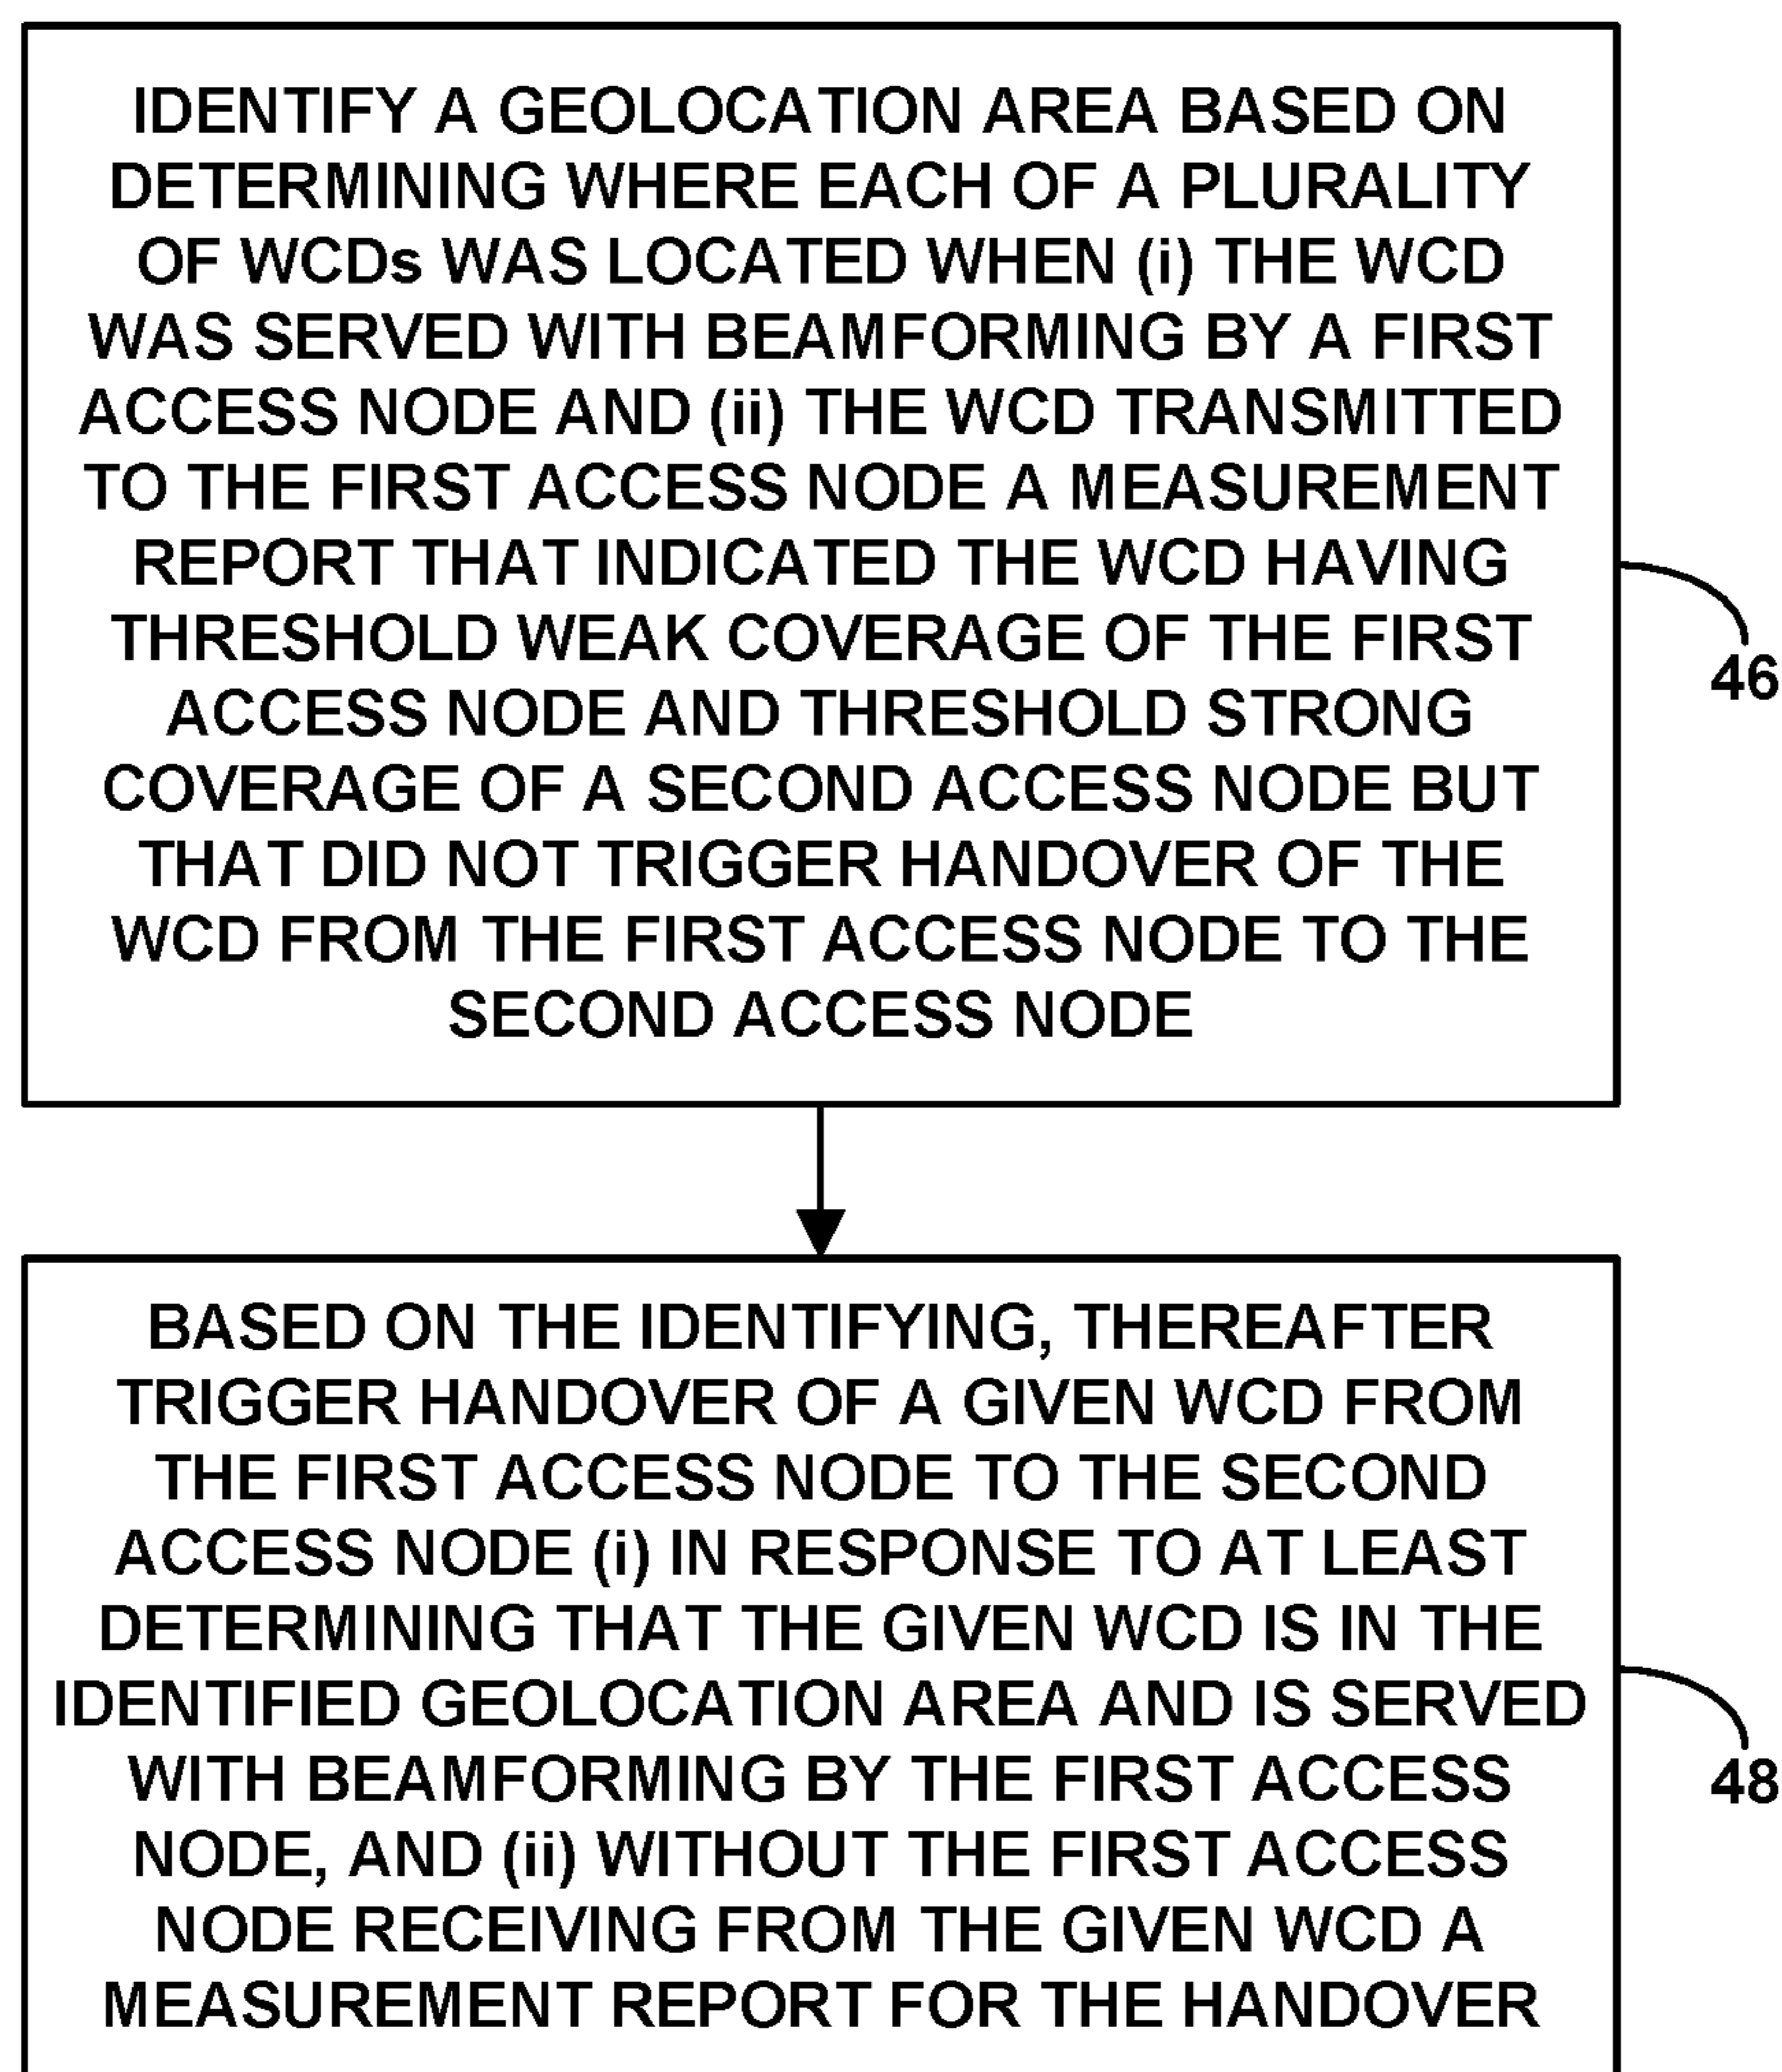 IDENTIFY A GEOLOCATION AREA BASED ON
DETERMINING WHERE EACH OF A PLURALITY
OF WCDs WAS LOCATED WHEN (i) THE WCD
WAS SERVED WITH BEAMFORMING BY A FIRST
ACCESS NODE AND (ii) THE WCD TRANSMITTED
TO THE FIRST ACCESS NODE A MEASUREMENT
REPORT THAT INDICATED THE WCD HAVING
THRESHOLD WEAK COVERAGE OF THE FIRST
ACCESS NODE AND THRESHOLD STRONG
COVERAGE OF A SECOND ACCESS NODE BUT
THAT DID NOT TRIGGER HANDOVER OF THE
WCD FROM THE FIRST ACCESS NODE TO THE
SECOND ACCESS NODE
46
BASED ON THE IDENTIFYING, THEREAFTER
TRIGGER HANDOVER OF A GIVEN WCD FROM
THE FIRST ACCESS NODE TO THE SECOND
ACCESS NODE (i) IN RESPONSE TO AT LEAST
DETERMINING THAT THE GIVEN WCD IS IN THE
IDENTIFIED GEOLOCATION AREA AND IS SERVED
WITH BEAMFORMING BY THE FIRST ACCESS
NODE, AND (ii) WITHOUT THE FIRST ACCESS
NODE RECEIVING FROM THE GIVEN WCD A
MEASUREMENT REPORT FOR THE HANDOVER
48